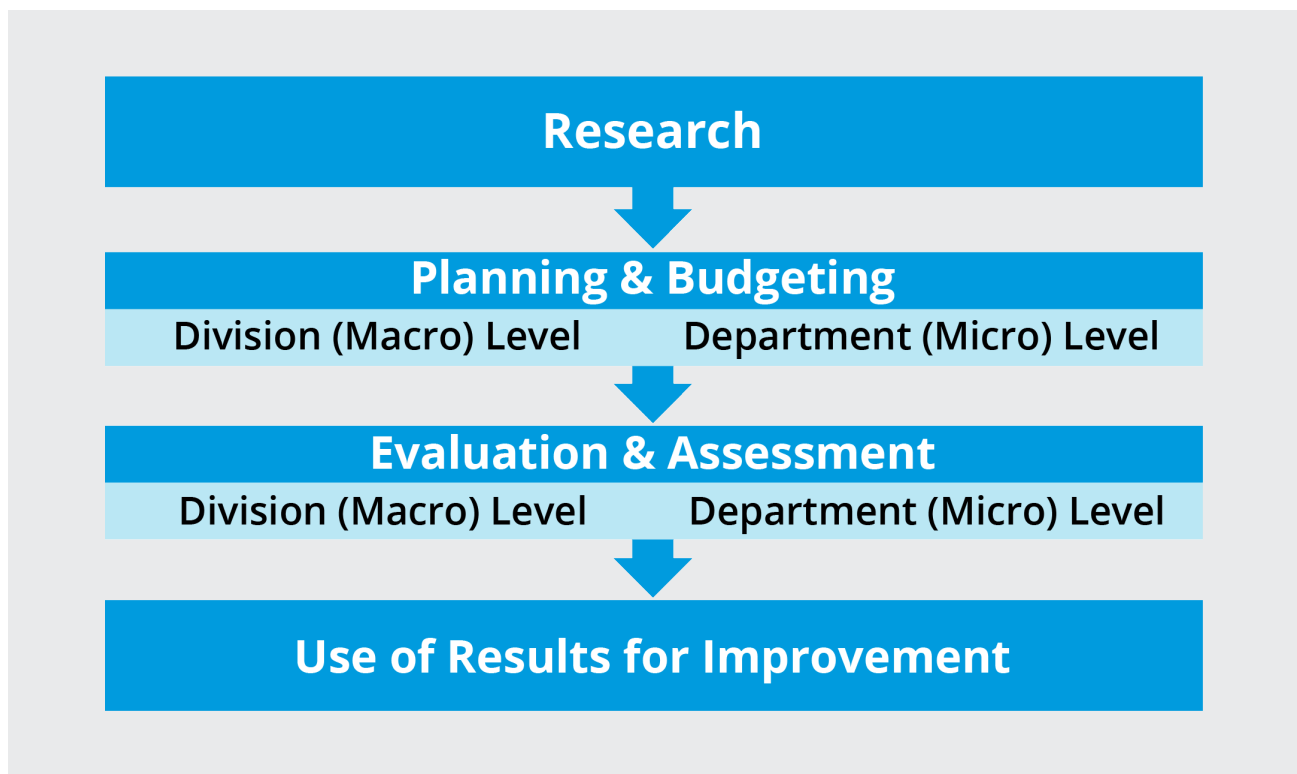 Research
Planning & Budgeting
Division (Macro) Level Department (Micro) Level
Evaluation & Assessment
Division (Macro) Level Department (Micro) Level
Use of Results for Improvement